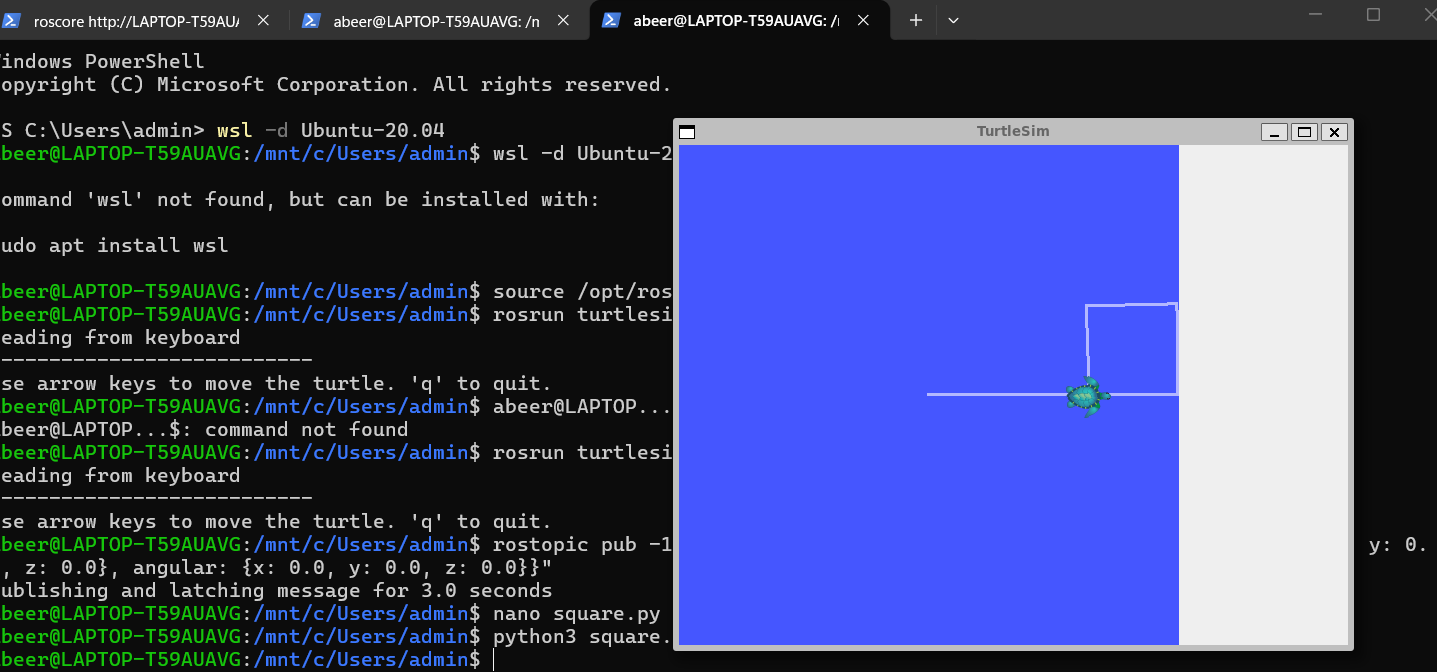 roscore http://LAPTOP-T59AU
abeer@LAPTOP-T59AUAVG: /n
abeer@LAPTOP-T59AUAVG: /
indows PowerShell
opyright (C) Microsoft Corporation. All rights reserved.
S C:\Users\admin> wsl -d Ubuntu-20.04
beer@LAPTOP-T59AUAVG:/mnt/c/Users/admin$ wsl -d Ubuntu-2
ommand 'wsl' not found, but can be installed with:
udo apt install wsl
beer@LAPTOP-T59AUAVG:/mnt/c/Users/admin$ source /opt/ros
beer@LAPTOP-T59AUAVG:/mnt/c/Users/admin$ rosrun turtlesi
eading from keyboard
--------------------------
se arrow keys to move the turtle. 'q' to quit.
beer@LAPTOP-T59AUAVG:/mnt/c/Users/admin$ abeer@LAPTOP...
beer@LAPTOP...$: command not found
beer@LAPTOP-T59AUAVG:/mnt/c/Users/admin$ rosrun turtlesi
eading from keyboard
--------------------------
se arrow keys to move the turtle. 'q' to quit.
beer@LAPTOP-T59AUAVG:/mnt/c/Users/admin$ rostopic pub -1 y: 0.
, z: 0.0}, angular: {x: 0.0, y: 0.0, z: 0.0}}"
ublishing and latching message for 3.0 seconds
beer@LAPTOP-T59AUAVG:/mnt/c/Users/admin$ nano square.py
beer@LAPTOP-T59AUAVG:/mnt/c/Users/admin$ python3 square.
beer@LAPTOP-T59AUAVG:/mnt/c/Users/admin$
TurtleSim